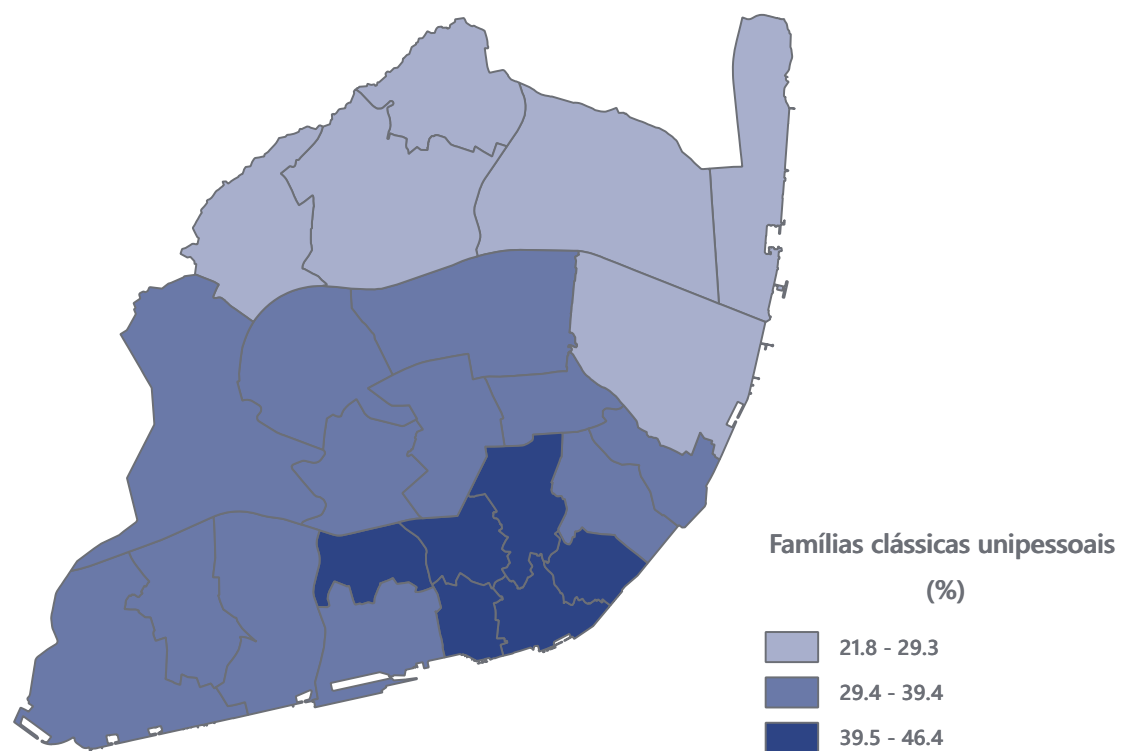 Famílias clássicas unipessoais
(%)
21.8 - 29.3
29.4 - 39.4
39.5 - 46.4